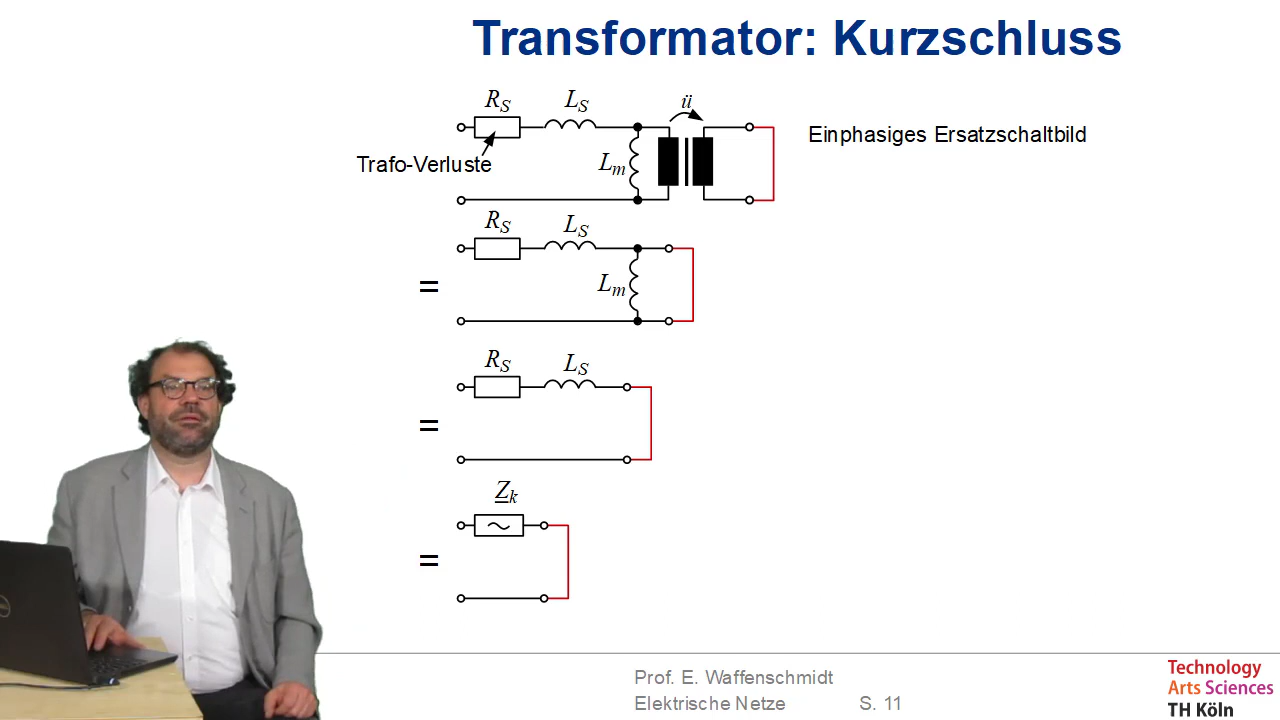 Transformator: Kurzschluss
R_S L_S ü
Einphasiges Ersatzschaltbild
Trafo-Verluste L_m
R_S L_S
= L_m
R_S L_S
=
Z_k
~
=
Prof. E. Waffenschmidt
Elektrische Netze S. 11
Technology
Arts Sciences
TH Köln